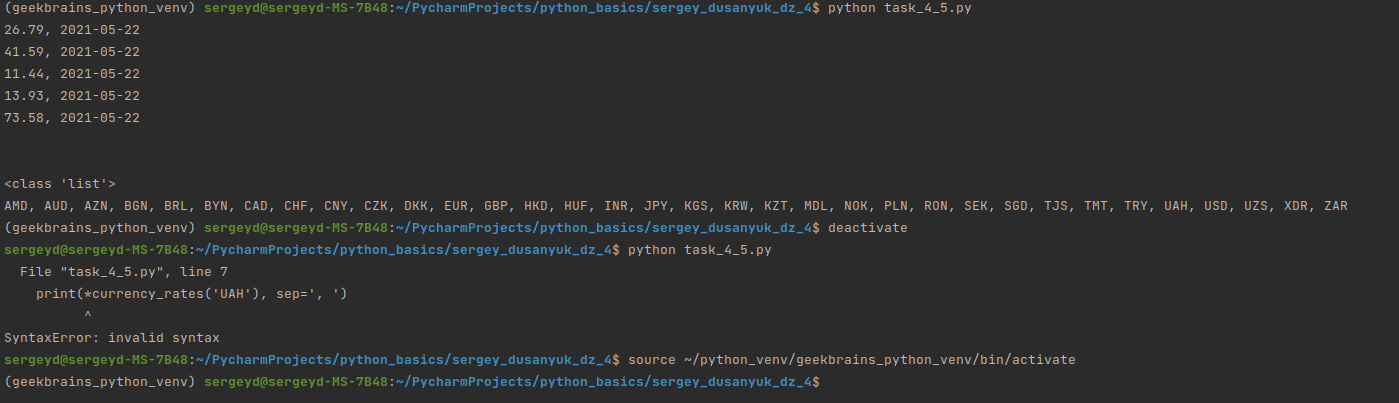 (geekbrains_python_venv) sergeyd@sergeyd-MS-7B48:~/PycharmProjects/python_basics/sergey_dusanyuk_dz_4$ python task_4_5.py
26.79, 2021-05-22
41.59, 2021-05-22
11.44, 2021-05-22
13.93, 2021-05-22
73.58, 2021-05-22
<class 'list'>
AMD, AUD, AZN, BGN, BRL, BYN, CAD, CHF, CNY, CZK, DKK, EUR, GBP, HKD, HUF, INR, JPY, KGS, KRW, KZT, MDL, NOK, PLN, RON, SEK, SGD, TJS, TMT, TRY, UAH, USD, UZS, XDR, ZAR
(geekbrains_python_venv) sergeyd@sergeyd-MS-7B48:~/PycharmProjects/python_basics/sergey_dusanyuk_dz_4$ deactivate
sergeyd@sergeyd-MS-7B48:~/PycharmProjects/python_basics/sergey_dusanyuk_dz_4$ python task_4_5.py
  File "task_4_5.py", line 7
    print(*currency_rates('UAH'), sep=', ')
          ^
SyntaxError: invalid syntax
sergeyd@sergeyd-MS-7B48:~/PycharmProjects/python_basics/sergey_dusanyuk_dz_4$ source ~/python_venv/geekbrains_python_venv/bin/activate
(geekbrains_python_venv) sergeyd@sergeyd-MS-7B48:~/PycharmProjects/python_basics/sergey_dusanyuk_dz_4$